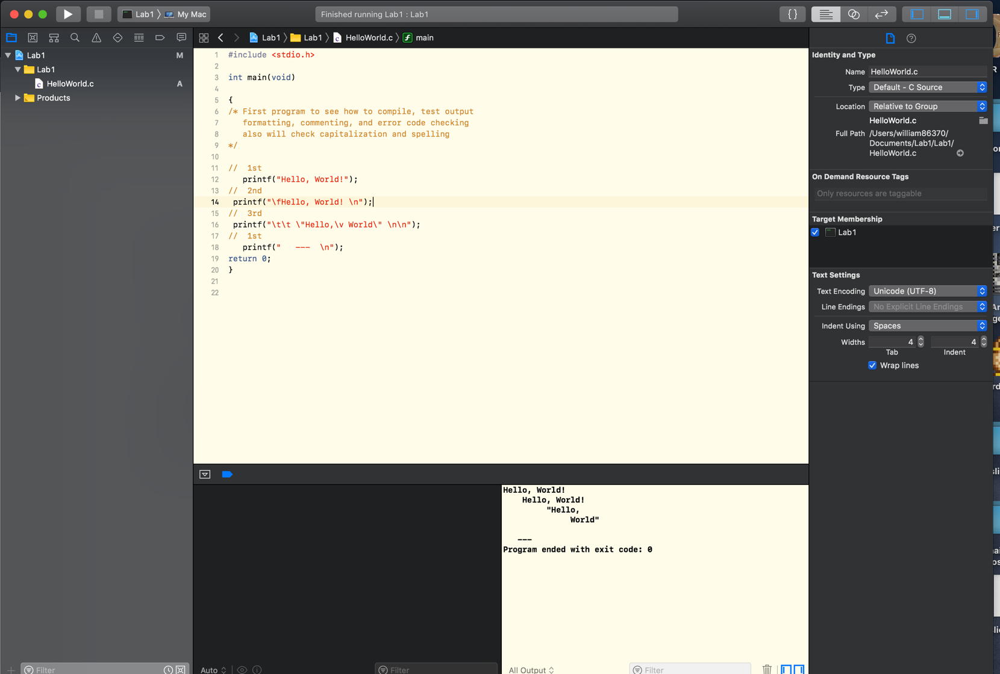 Lab1 My Mac
Finished running Lab1 : Lab1
{ }
Lab1 Lab1 HelloWorld.c main
Lab1 M
Lab1
HelloWorld.c A
Products
1 #include <stdio.h>
2
3 int main(void)
4
5 {
6 /* First program to see how to compile, test output
7 formatting, commenting, and error code checking
8 also will check capitalization and spelling
9 */
10
11 // 1st
12 printf("Hello, World!");
13 // 2nd
14 printf("\fHello, World! \n");
15 // 3rd
16 printf("\t\t \"Hello,\v World\" \n\n");
17 // 1st
18 printf("   ---  \n");
19 return 0;
20 }
21
22
Identity and Type
Name HelloWorld.c
Type Default - C Source
Location Relative to Group
HelloWorld.c
Full Path /Users/william86370/
Documents/Lab1/Lab1/
HelloWorld.c
On Demand Resource Tags
Only resources are taggable
Target Membership
Lab1
Text Settings
Text Encoding Unicode (UTF-8)
Line Endings No Explicit Line Endings
Indent Using Spaces
Widths 4 4
Tab Indent
Wrap lines
Hello, World!
Hello, World!
"Hello,
World"
---
Program ended with exit code: 0
Filter
Auto
Filter
All Output
Filter